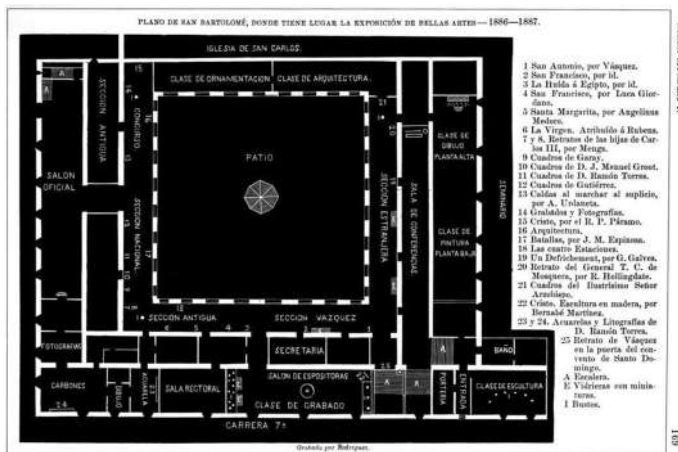 PLANO DE SAN BARTOLOMÉ, DONDE TIENE LUGAR LA EXPOSICIÓN DE BELLAS ARTES — 1886—1887.
IGLESIA DE SAN CARLOS
CLASE DE ORNAMENTACION
CLASE DE ARQUITECTURA.
SECCION ANTIGUA
CONCURSO
SALON OFICIAL
PATIO
SECCION NACIONAL
SECCION ESTRANJERA
SALA DE CONFERENCIAS
CLASE DE DIBUJO PLANTA ALTA
CLASE DE PINTURA PLANTA BAJA
SEMINARIO
SECCION ANTIGUA
SECCION VAZQUEZ
FOTOGRAFIAS
SECRETARIA
BAÑO
CARBONES
24
DIBUJO
ACUARELLA
SALA RECTORAL
SALON DE ESPOSITORAS
CLASE DE GRABADO
PORTERIA
ENTRADA
CLASE DE ESCULTURA
CARRERA 7ª
Grabado por Rodríguez.
1 San Antonio, por Vásquez.
2 San Francisco, por id.
3 La Huída á Egipto, por id.
4 San Francisco, por Luca Giordano.
5 Santa Margarita, por Angelinus Medoro.
6 La Virgen. Atribuido á Rubens.
7 y 8. Retratos de las hijas de Carlos III, por Mengs.
9 Cuadros de Garay.
10 Cuadros de D. J. Manuel Groot.
11 Cuadros de D. Ramón Torres.
12 Cuadros de Gutiérrez.
13 Caldas al marchar al suplicio, por A. Urdaneta.
14 Grabados y Fotografías.
15 Cristo, por el R. P. Páramo.
16 Arquitectura.
17 Batallas, por J. M. Espinosa.
18 Las cuatro Estaciones.
19 Un Defrichement, por G. Galves.
20 Retrato del General T. C. de Mosquera, por R. Hollingdate.
21 Cuadros del Ilustrísimo Señor Arzobispo.
22 Cristo. Escultura en madera, por Bernabé Martínez.
23 y 24. Acuarelas y Litografías de D. Ramón Torres.
25 Retrato de Vásquez en la puerta del convento de Santo Domingo.
A Escalera.
E Vidrieras con miniaturas.
I Bustos.
169